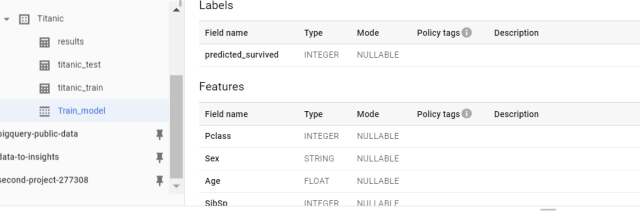 Titanic
results
titanic_test
titanic_train
Train_model
bigquery-public-data
data-to-insights
second-project-277308
Labels
Field name Type Mode Policy tags Description
predicted_survived INTEGER NULLABLE
Features
Field name Type Mode Policy tags Description
Pclass INTEGER NULLABLE
Sex STRING NULLABLE
Age FLOAT NULLABLE
SibSp INTEGER NULLABLE